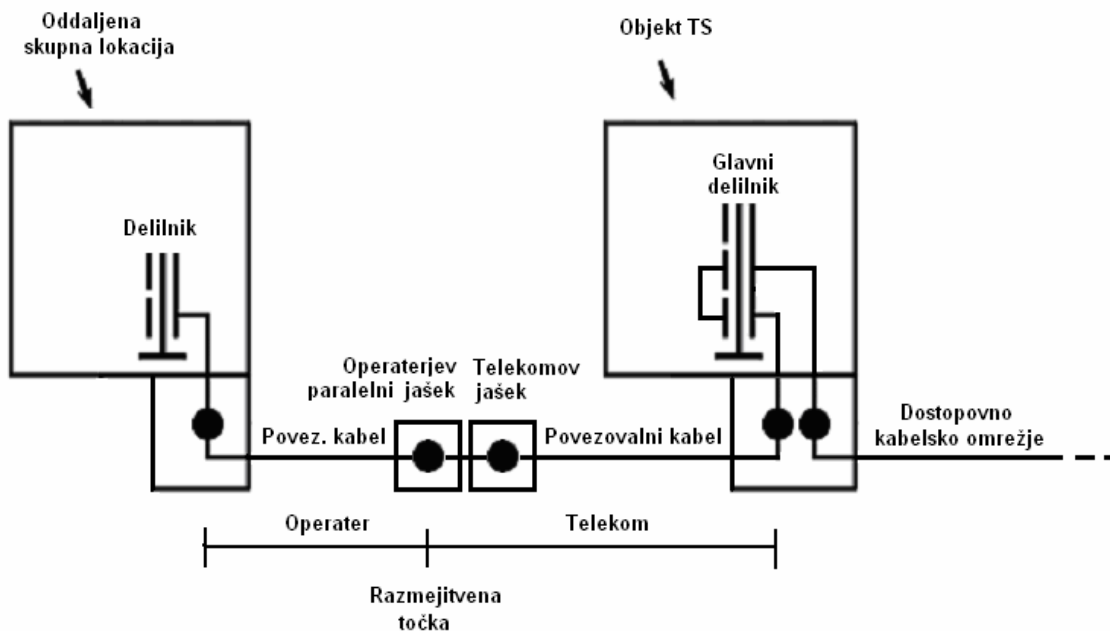 Oddaljena
skupna lokacija
Objekt TS
Glavni
delilnik
Delilnik
Operaterjev
paralelni jašek
Telekomov
jašek
Povez. kabel
Povezovalni kabel
Dostopovno
kabelsko omrežje
Operater
Telekom
Razmejitvena
točka